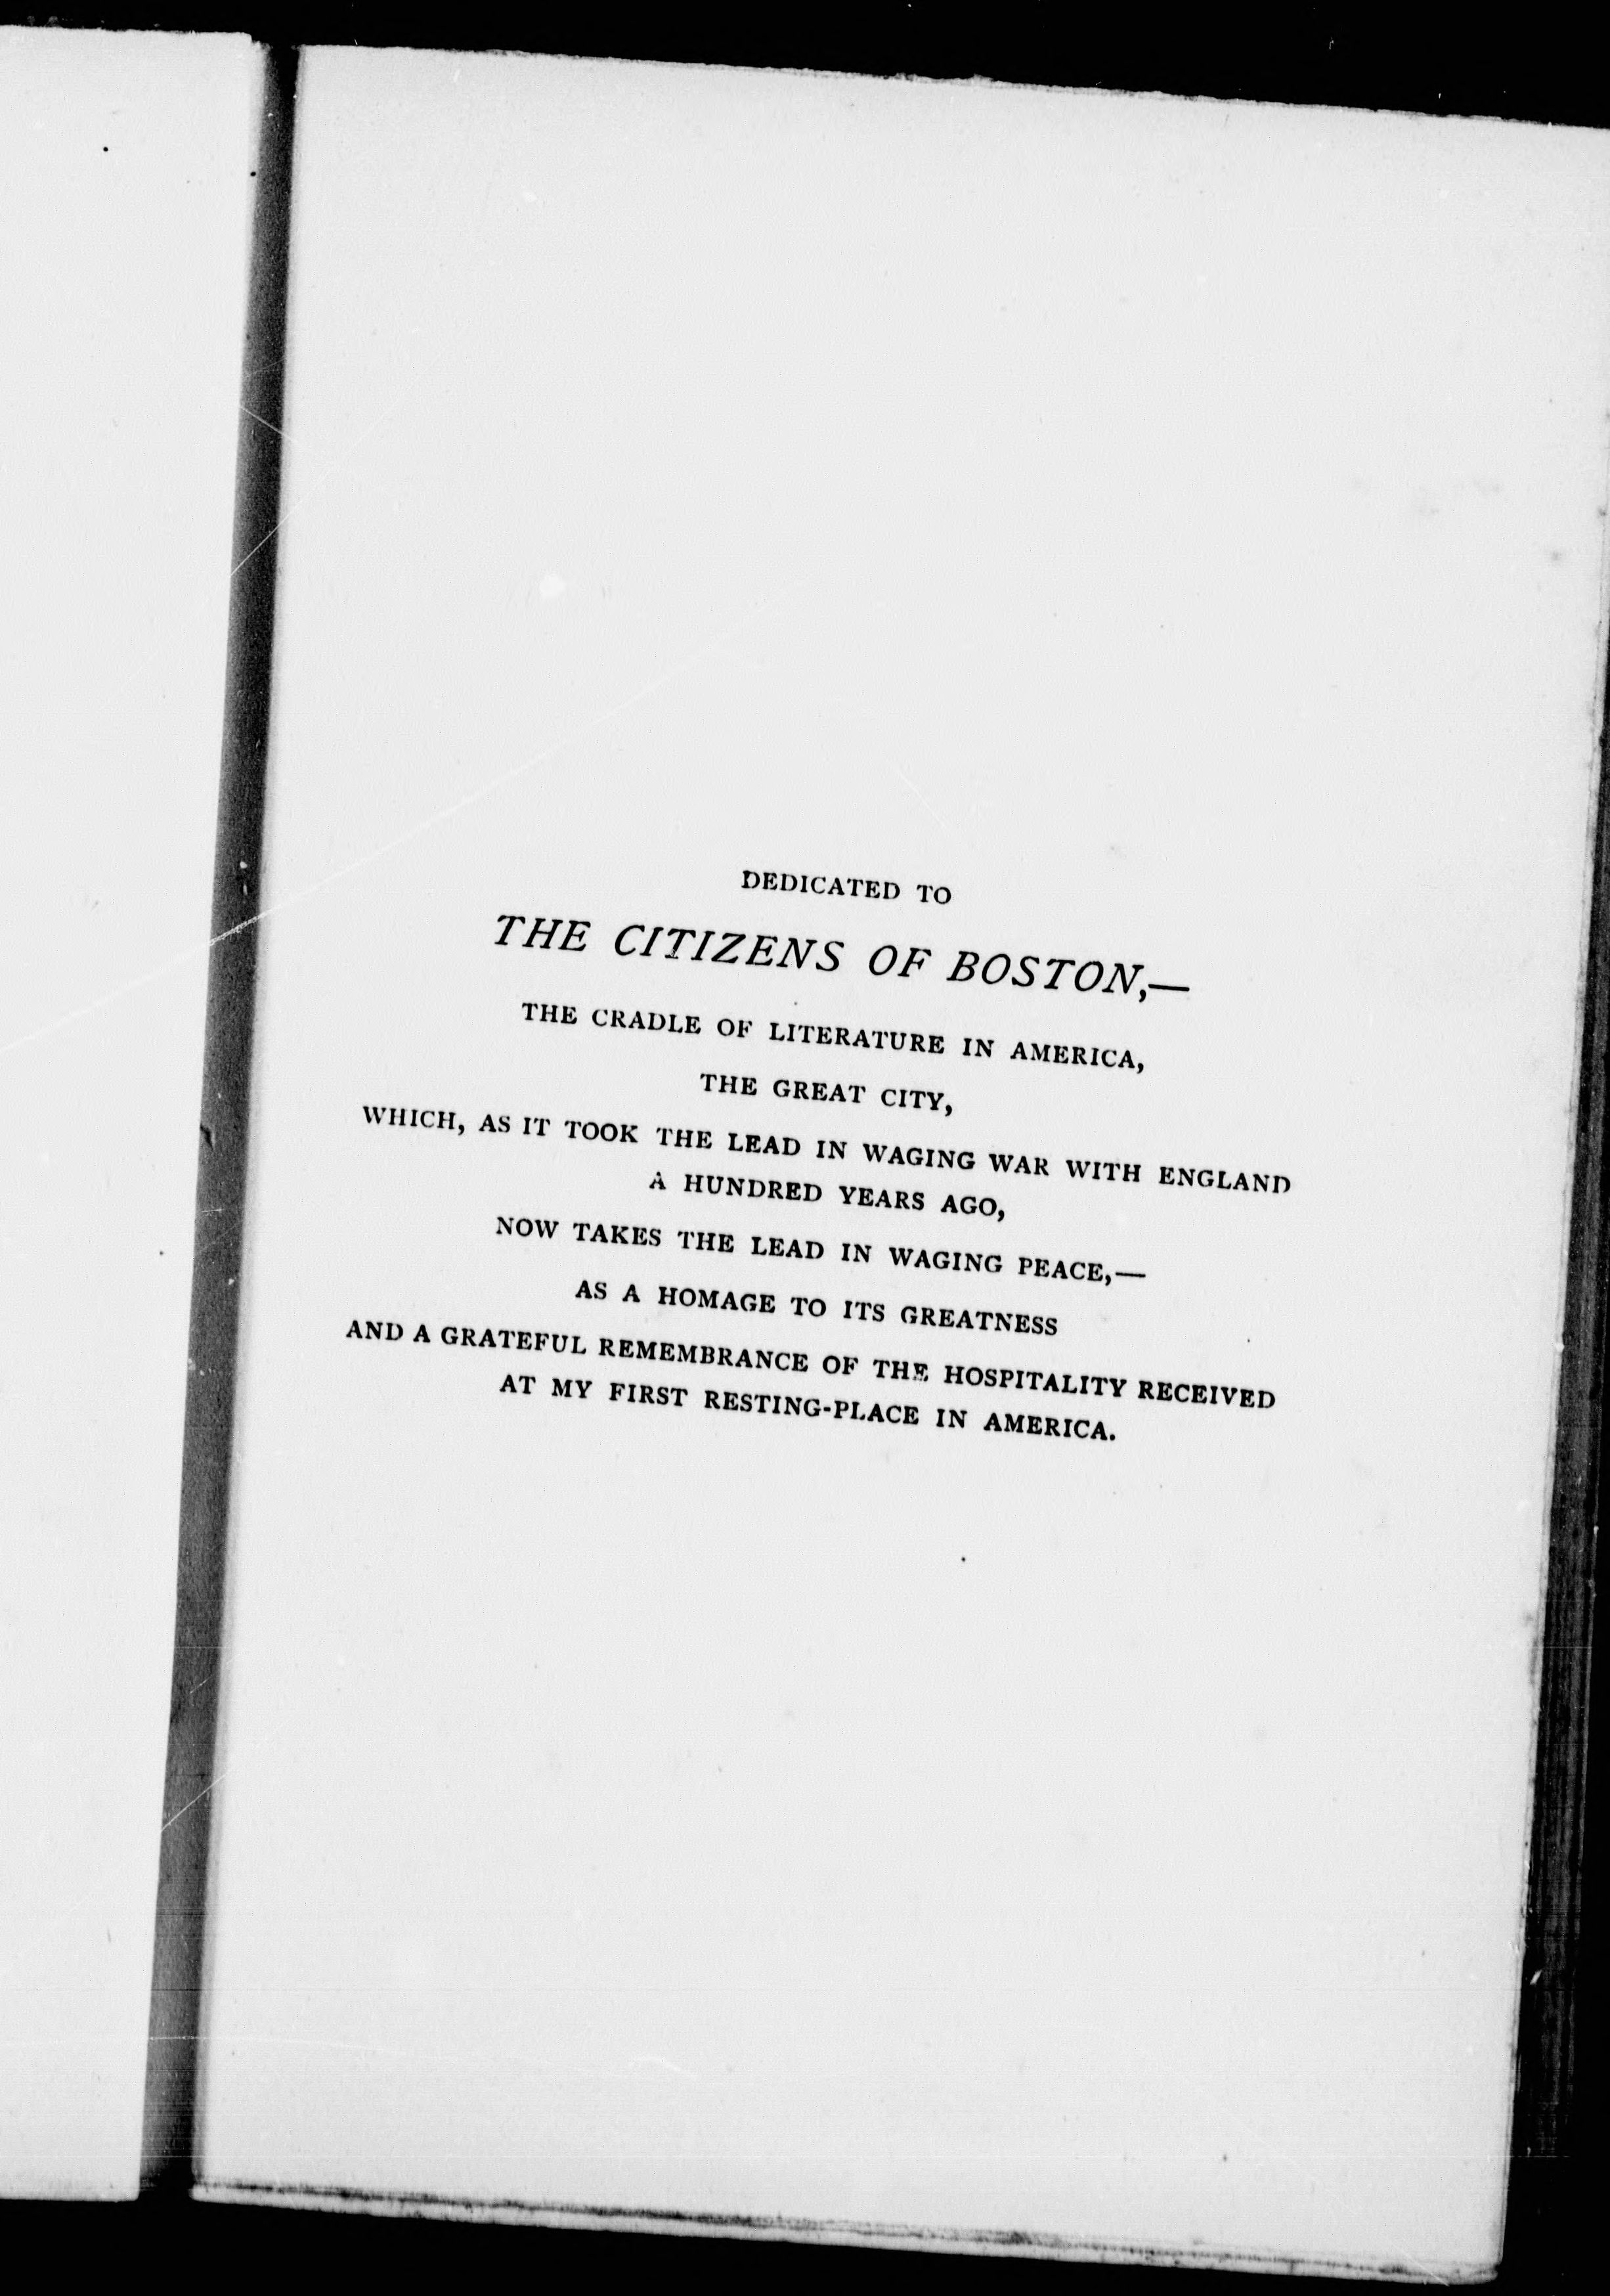 DEDICATED TO
THE CITIZENS OF BOSTON,—
THE CRADLE OF LITERATURE IN AMERICA,
THE GREAT CITY,
WHICH, AS IT TOOK THE LEAD IN WAGING WAR WITH ENGLAND
A HUNDRED YEARS AGO,
NOW TAKES THE LEAD IN WAGING PEACE,—
AS A HOMAGE TO ITS GREATNESS
AND A GRATEFUL REMEMBRANCE OF THE HOSPITALITY RECEIVED
AT MY FIRST RESTING-PLACE IN AMERICA.